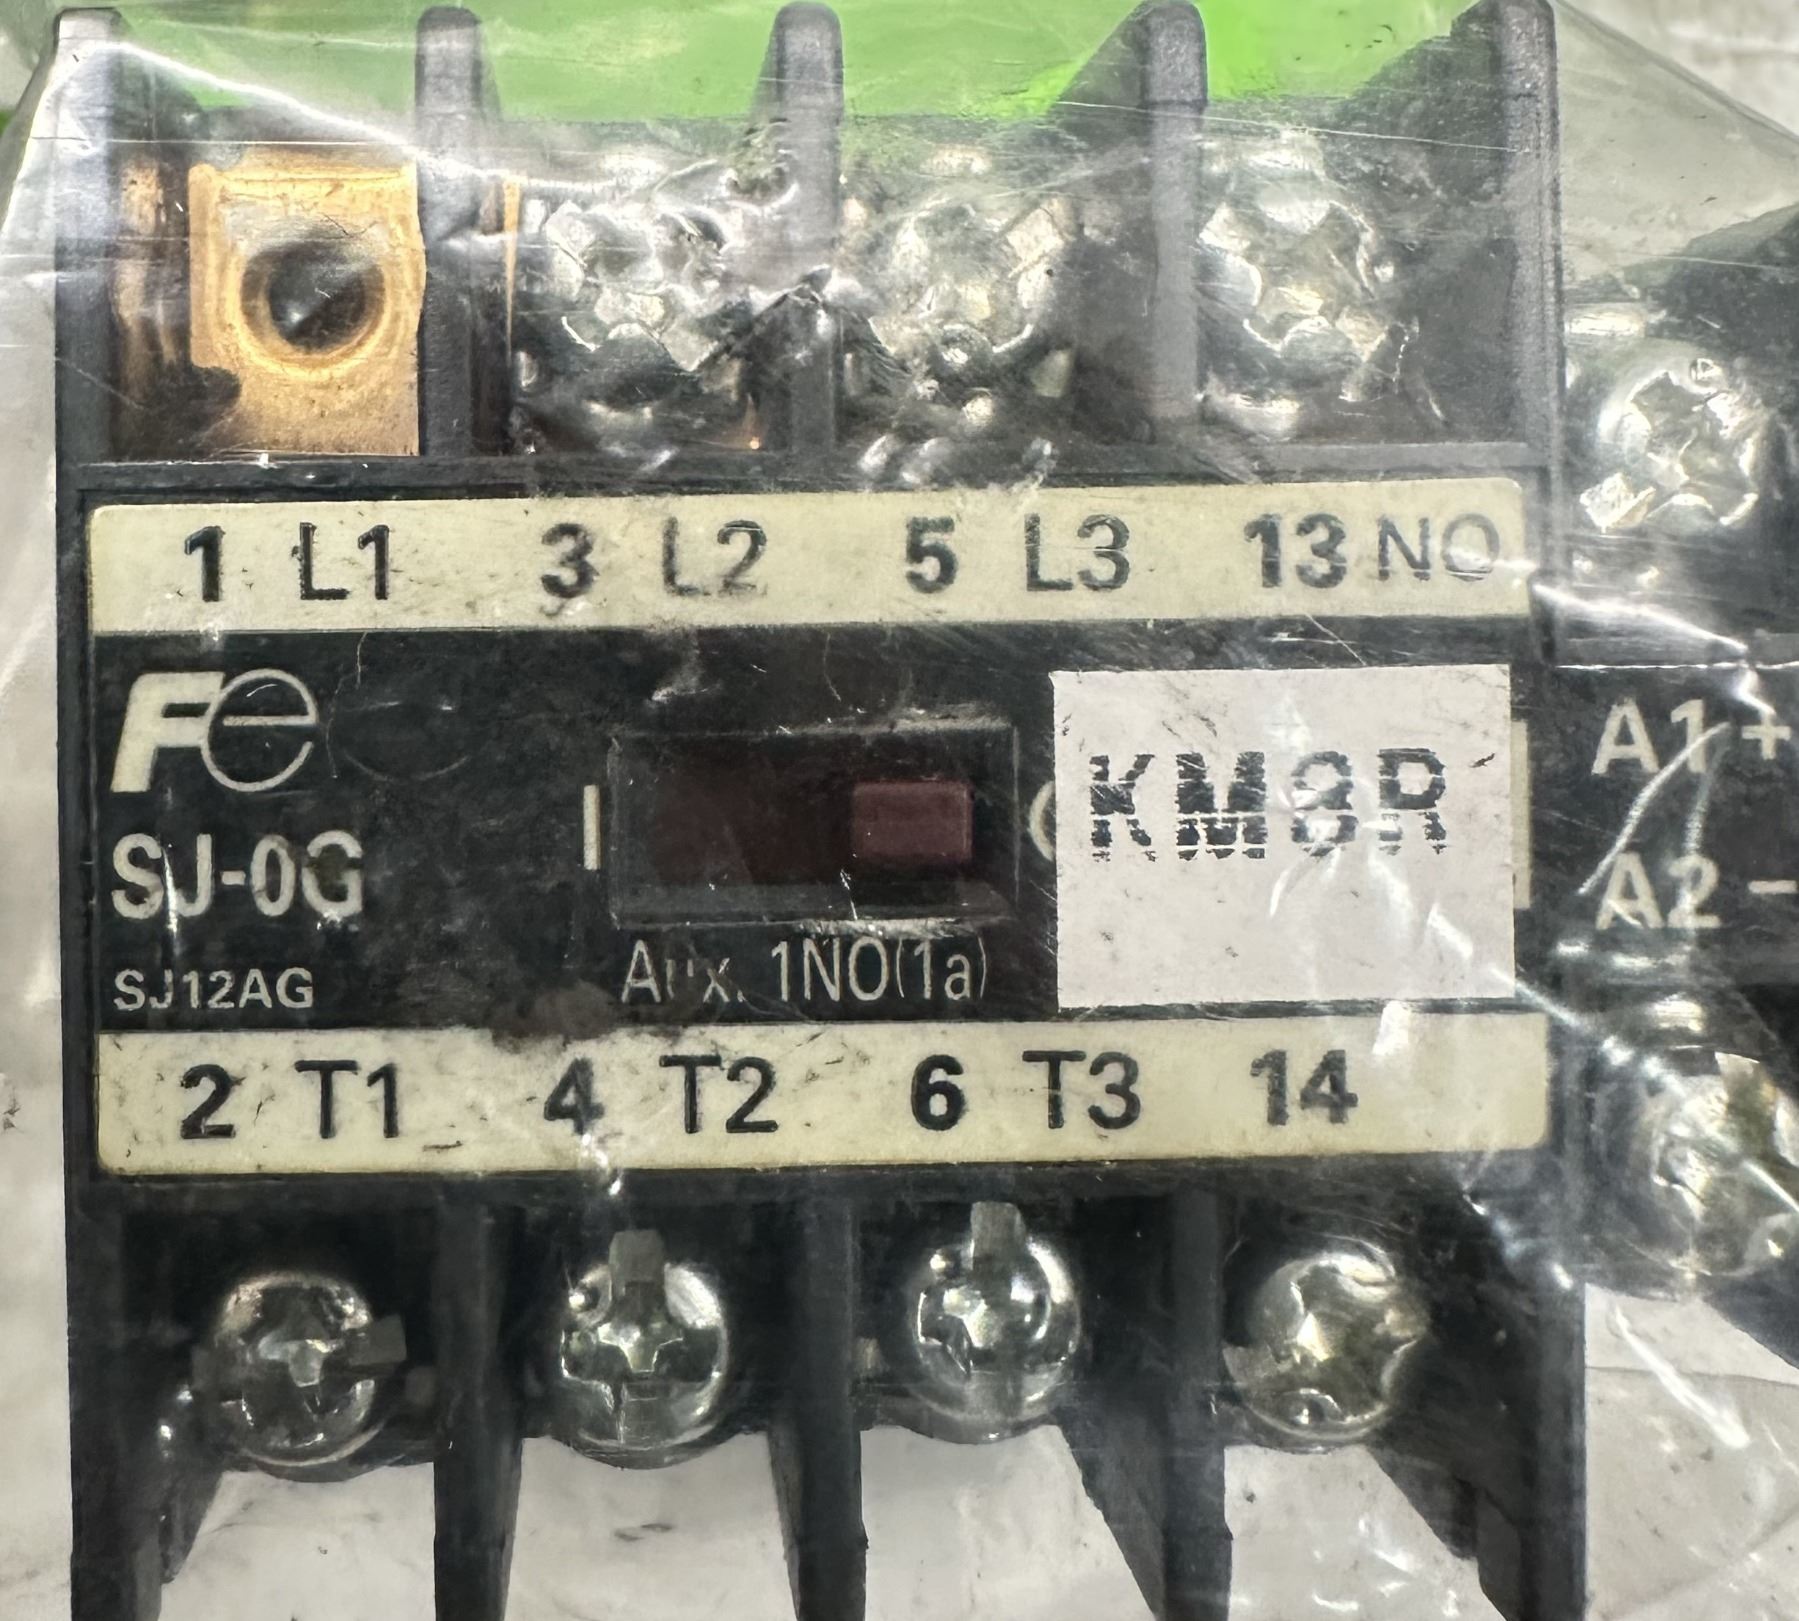 1 L1 3 L2 5 L3 13 NO
Fe
SJ-0G
SJ12AG
I
Aux. 1NO(1a)
KM8R
A1 +
A2 -
2 T1 4 T2 6 T3 14